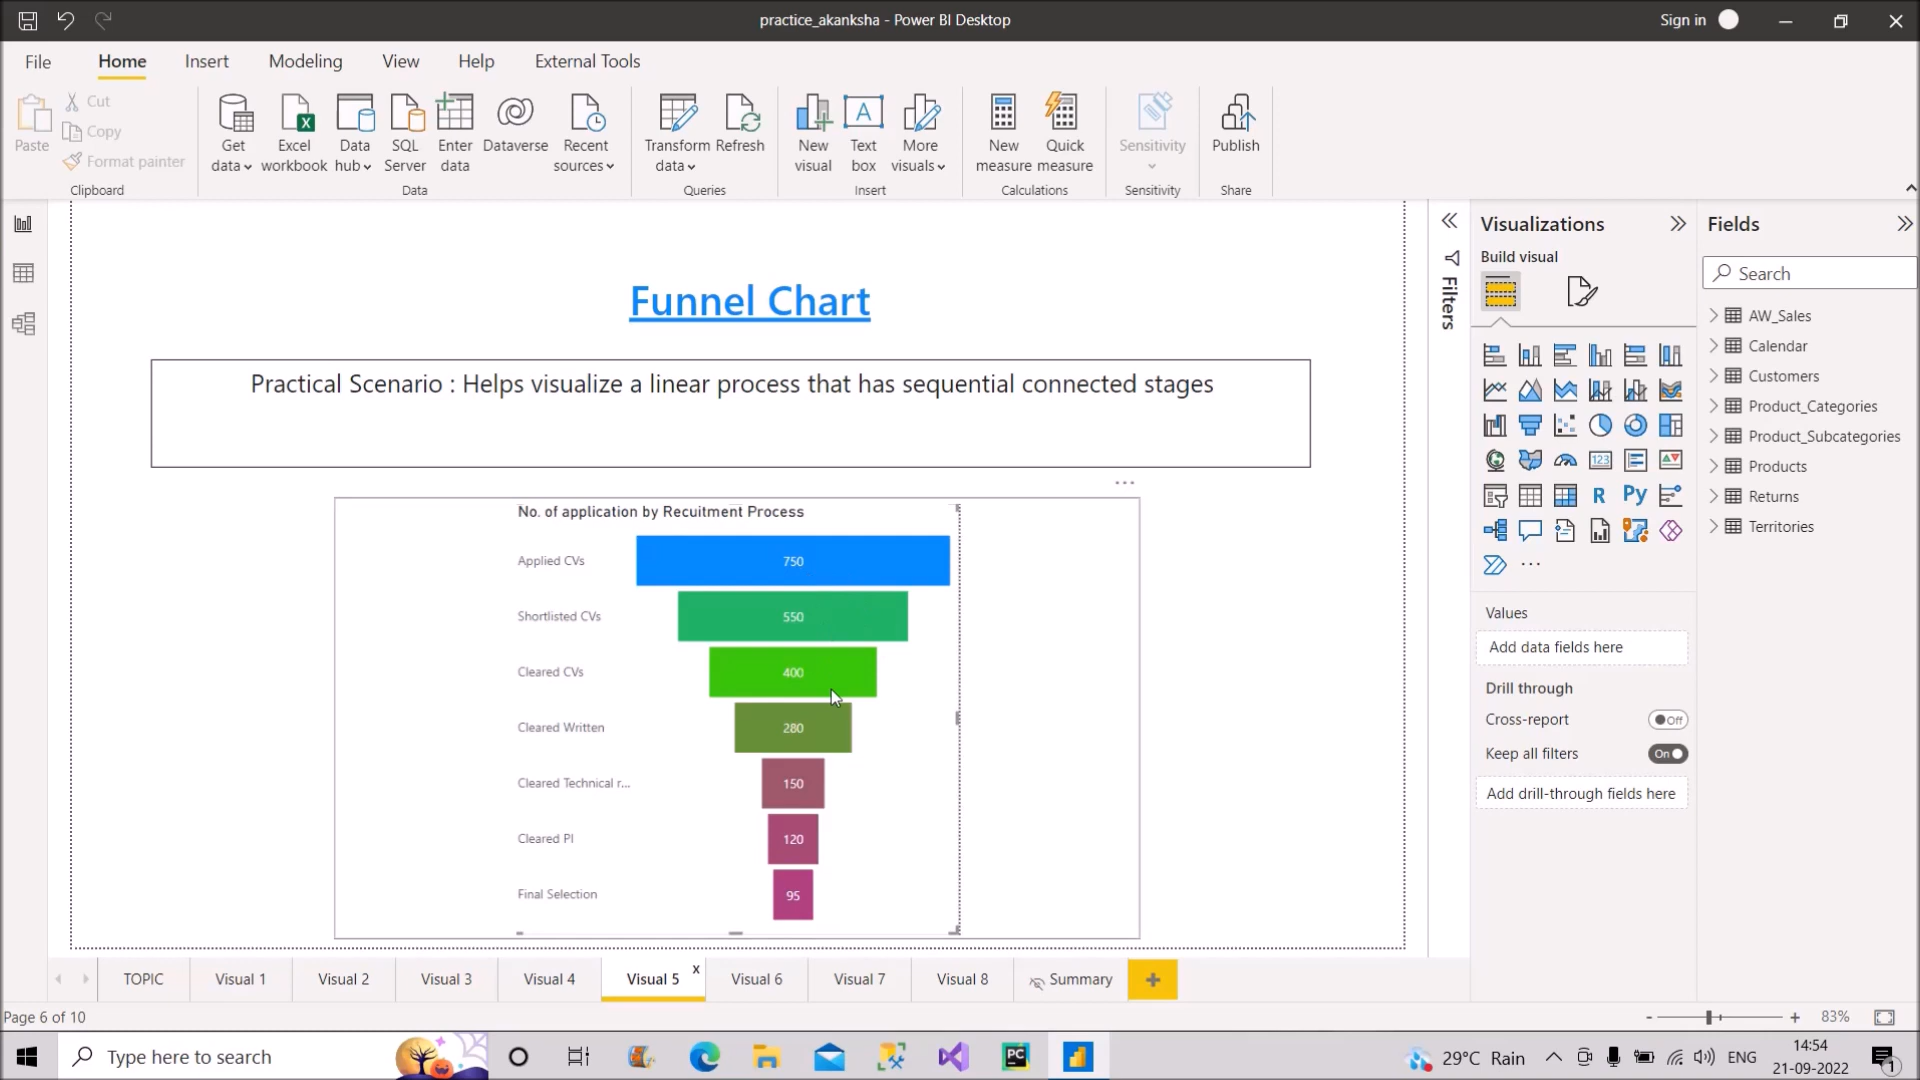 practice_akanksha - Power BI Desktop
Sign in
File Home Insert Modeling View Help External Tools
Paste
Cut
Copy
Format painter
Clipboard
Get data
Excel workbook
Data hub
SQL Server
Enter data
Dataverse
Recent sources
Data
Transform data
Refresh
Queries
New visual
Text box
More visuals
Insert
New measure
Quick measure
Calculations
Sensitivity
Sensitivity
Publish
Share
Funnel Chart
Practical Scenario : Helps visualize a linear process that has sequential connected stages
No. of application by Recuitment Process
Applied CVs 750
Shortlisted CVs 550
Cleared CVs 400
Cleared Written 280
Cleared Technical r... 150
Cleared PI 120
Final Selection 95
Filters
Visualizations
Build visual
123
R
Py
Values
Add data fields here
Drill through
Cross-report Off
Keep all filters On
Add drill-through fields here
Fields
Search
AW_Sales
Calendar
Customers
Product_Categories
Product_Subcategories
Products
Returns
Territories
TOPIC Visual 1 Visual 2 Visual 3 Visual 4 Visual 5 x Visual 6 Visual 7 Visual 8 Summary +
Page 6 of 10
- + 83%
Type here to search
PC
29°C Rain
ENG
14:54
21-09-2022
1